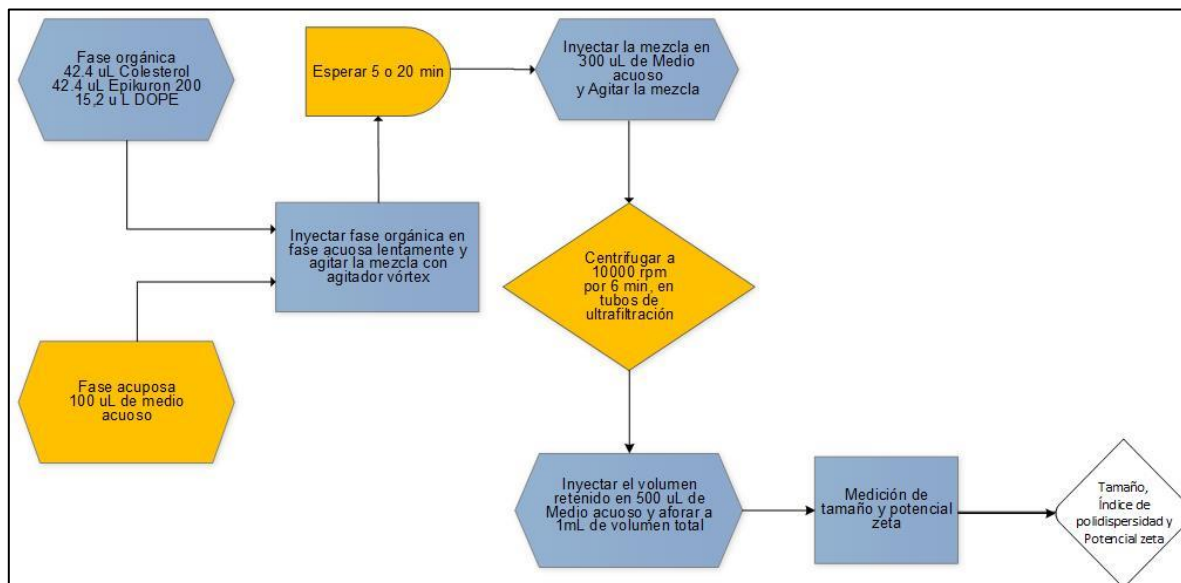 Fase orgánica
42.4 uL Colesterol
42.4 uL Epikuron 200
15,2 u L DOPE
Esperar 5 o 20 min
Inyectar la mezcla en
300 uL de Medio
acuoso
y Agitar la mezcla
Inyectar fase orgánica en
fase acuosa lentamente y
agitar la mezcla con
agitador vórtex
Fase acuposa
100 uL de medio
acuoso
Centrifugar a
10000 rpm
por 6 min, en
tubos de
ultrafiltración
Inyectar el volumen
retenido en 500 uL de
Medio acuoso y aforar a
1mL de volumen total
Medición de
tamaño y potencial
zeta
Tamaño,
Índice de
polidispersidad y
Potencial zeta